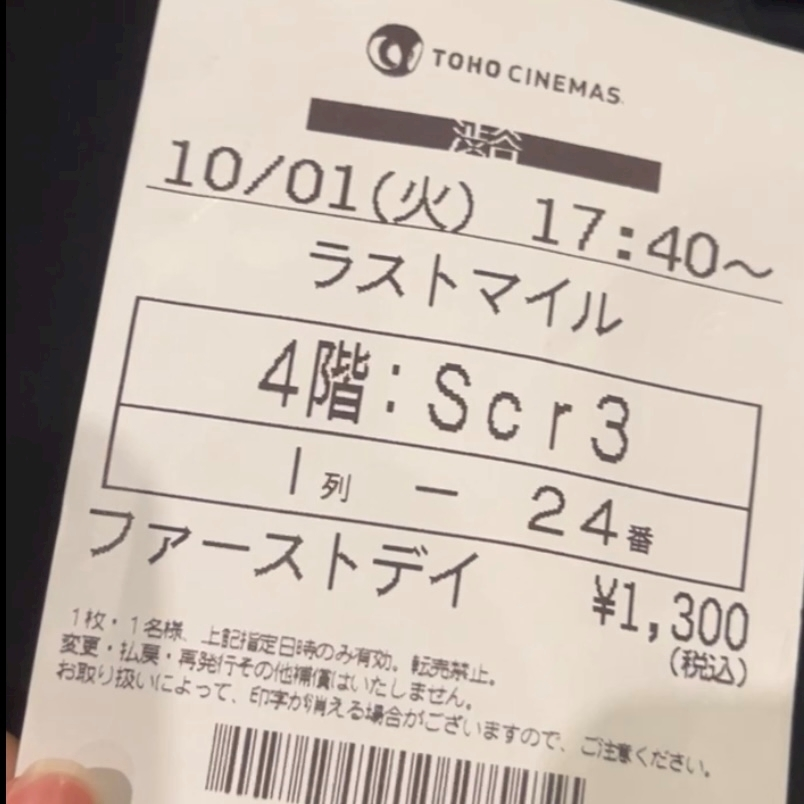 TOHO CINEMAS
渋谷
10/01(火) 17:40～
ラストマイル
4階:Scr3
I列 － 24番
ファーストデイ ¥1,300
(税込)
1枚・1名様、上記指定日時のみ有効。転売禁止。
変更・払戻・再発行その他補償はいたしません。
お取り扱いによって、印字が消える場合がございますので、ご注意ください。